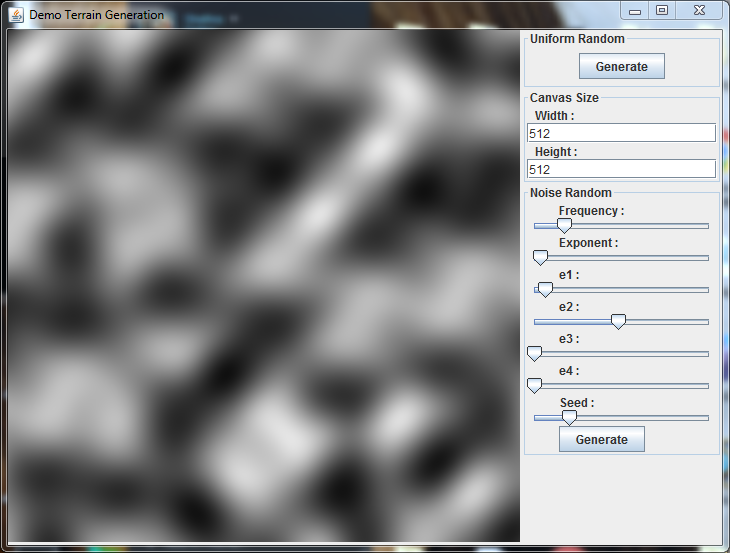 Demo Terrain Generation
Uniform Random
Generate
Canvas Size
Width :
512
Height :
512
Noise Random
Frequency :
Exponent :
e1 :
e2 :
e3 :
e4 :
Seed :
Generate